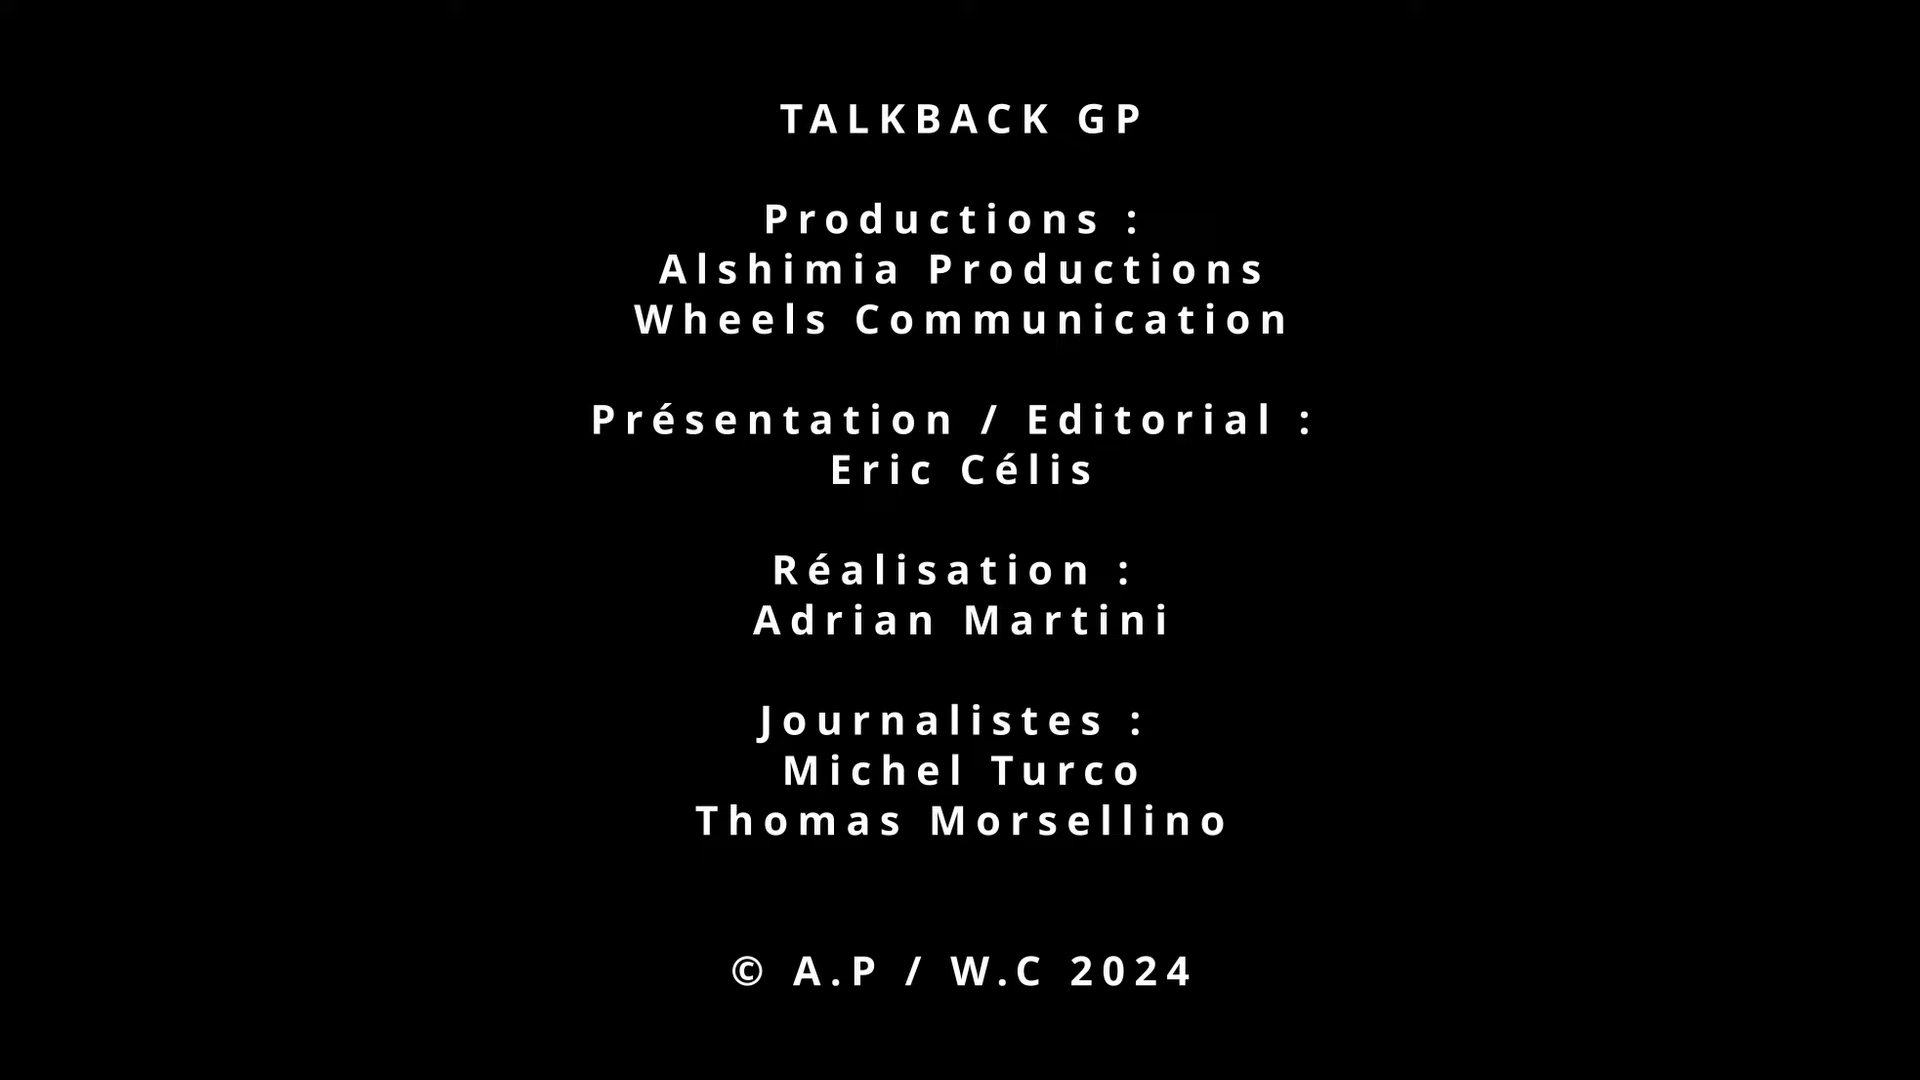 TALKBACK GP
Productions :
Alshimia Productions
Wheels Communication
Présentation / Editorial :
Eric Célis
Réalisation :
Adrian Martini
Journalistes :
Michel Turco
Thomas Morsellino
© A.P / W.C 2024